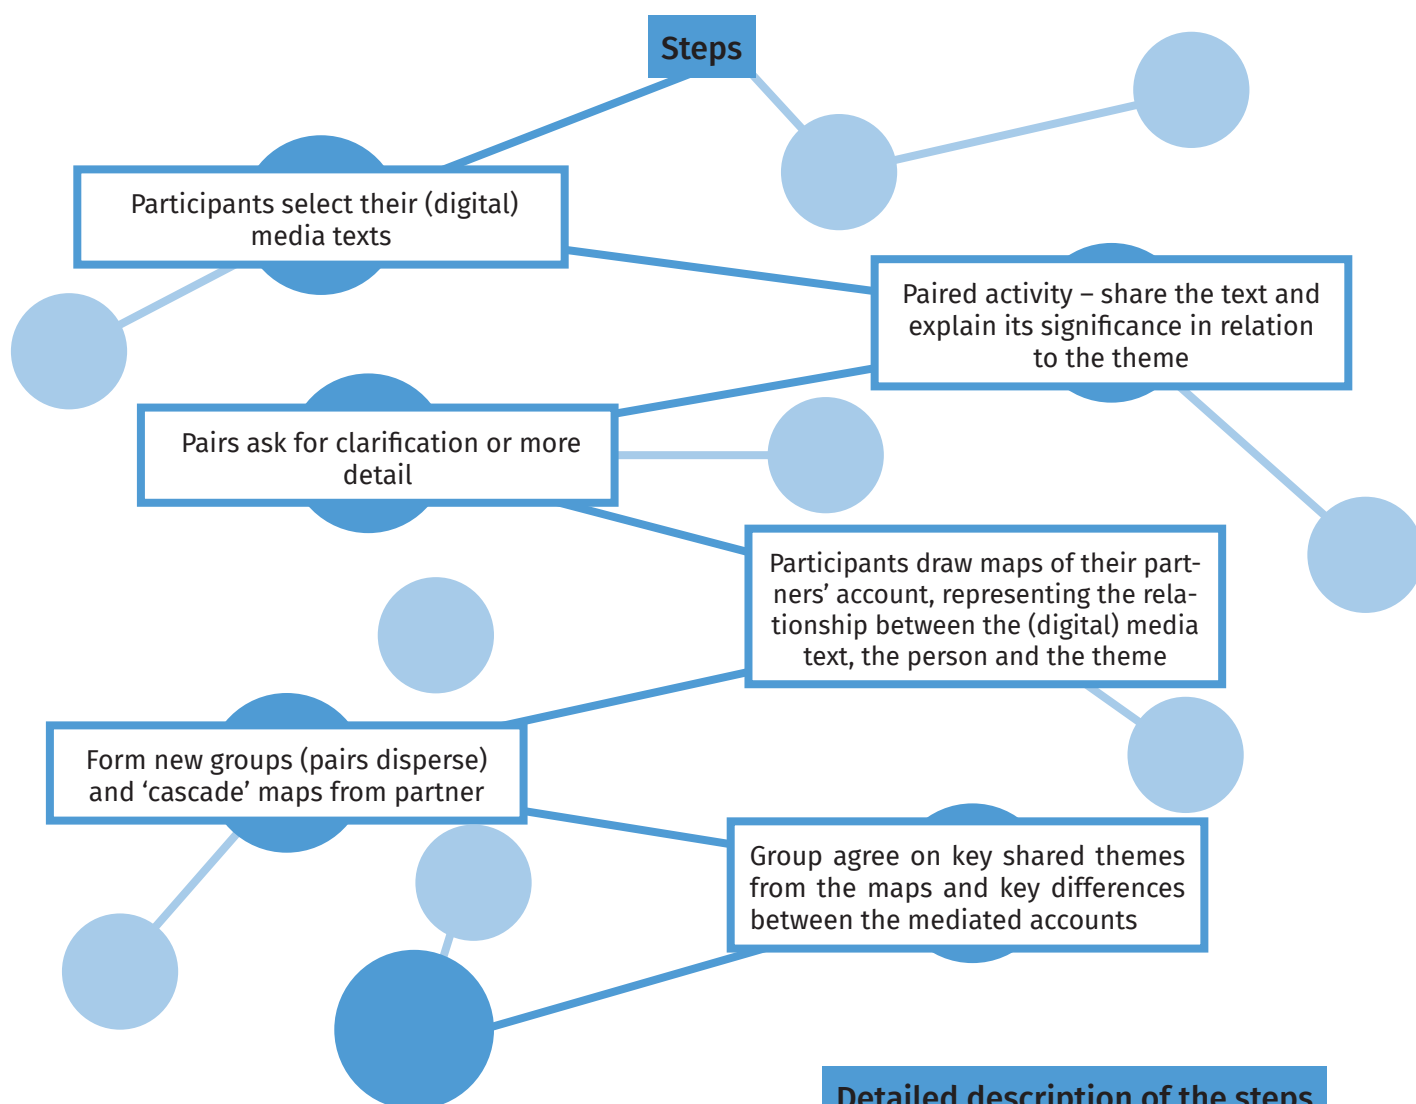 Steps
Participants select their (digital)
media texts
Paired activity – share the text and
explain its significance in relation
to the theme
Pairs ask for clarification or more
detail
Participants draw maps of their part-
ners’ account, representing the rela-
tionship between the (digital) media
text, the person and the theme
Form new groups (pairs disperse)
and ‘cascade’ maps from partner
Group agree on key shared themes
from the maps and key differences
between the mediated accounts
Detailed description of the steps